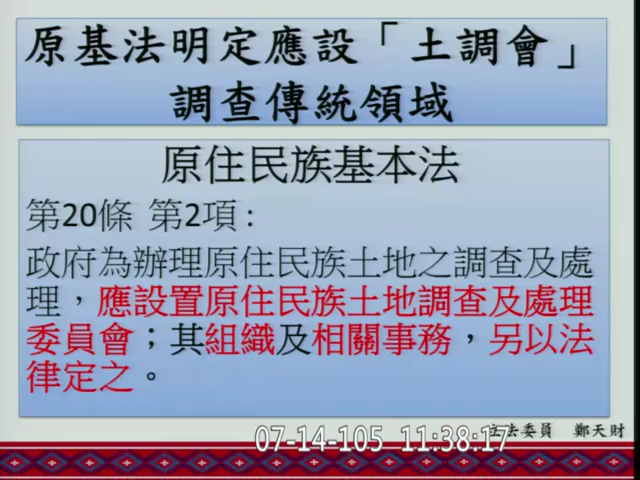 原基法明定應設「土調會」
調查傳統領域
原住民族基本法
第20條 第2項：
政府為辦理原住民族土地之調查及處
理，應設置原住民族土地調查及處理
委員會；其組織及相關事務，另以法
律定之。
立法委員 鄭天財
07-14-105 11:38:17